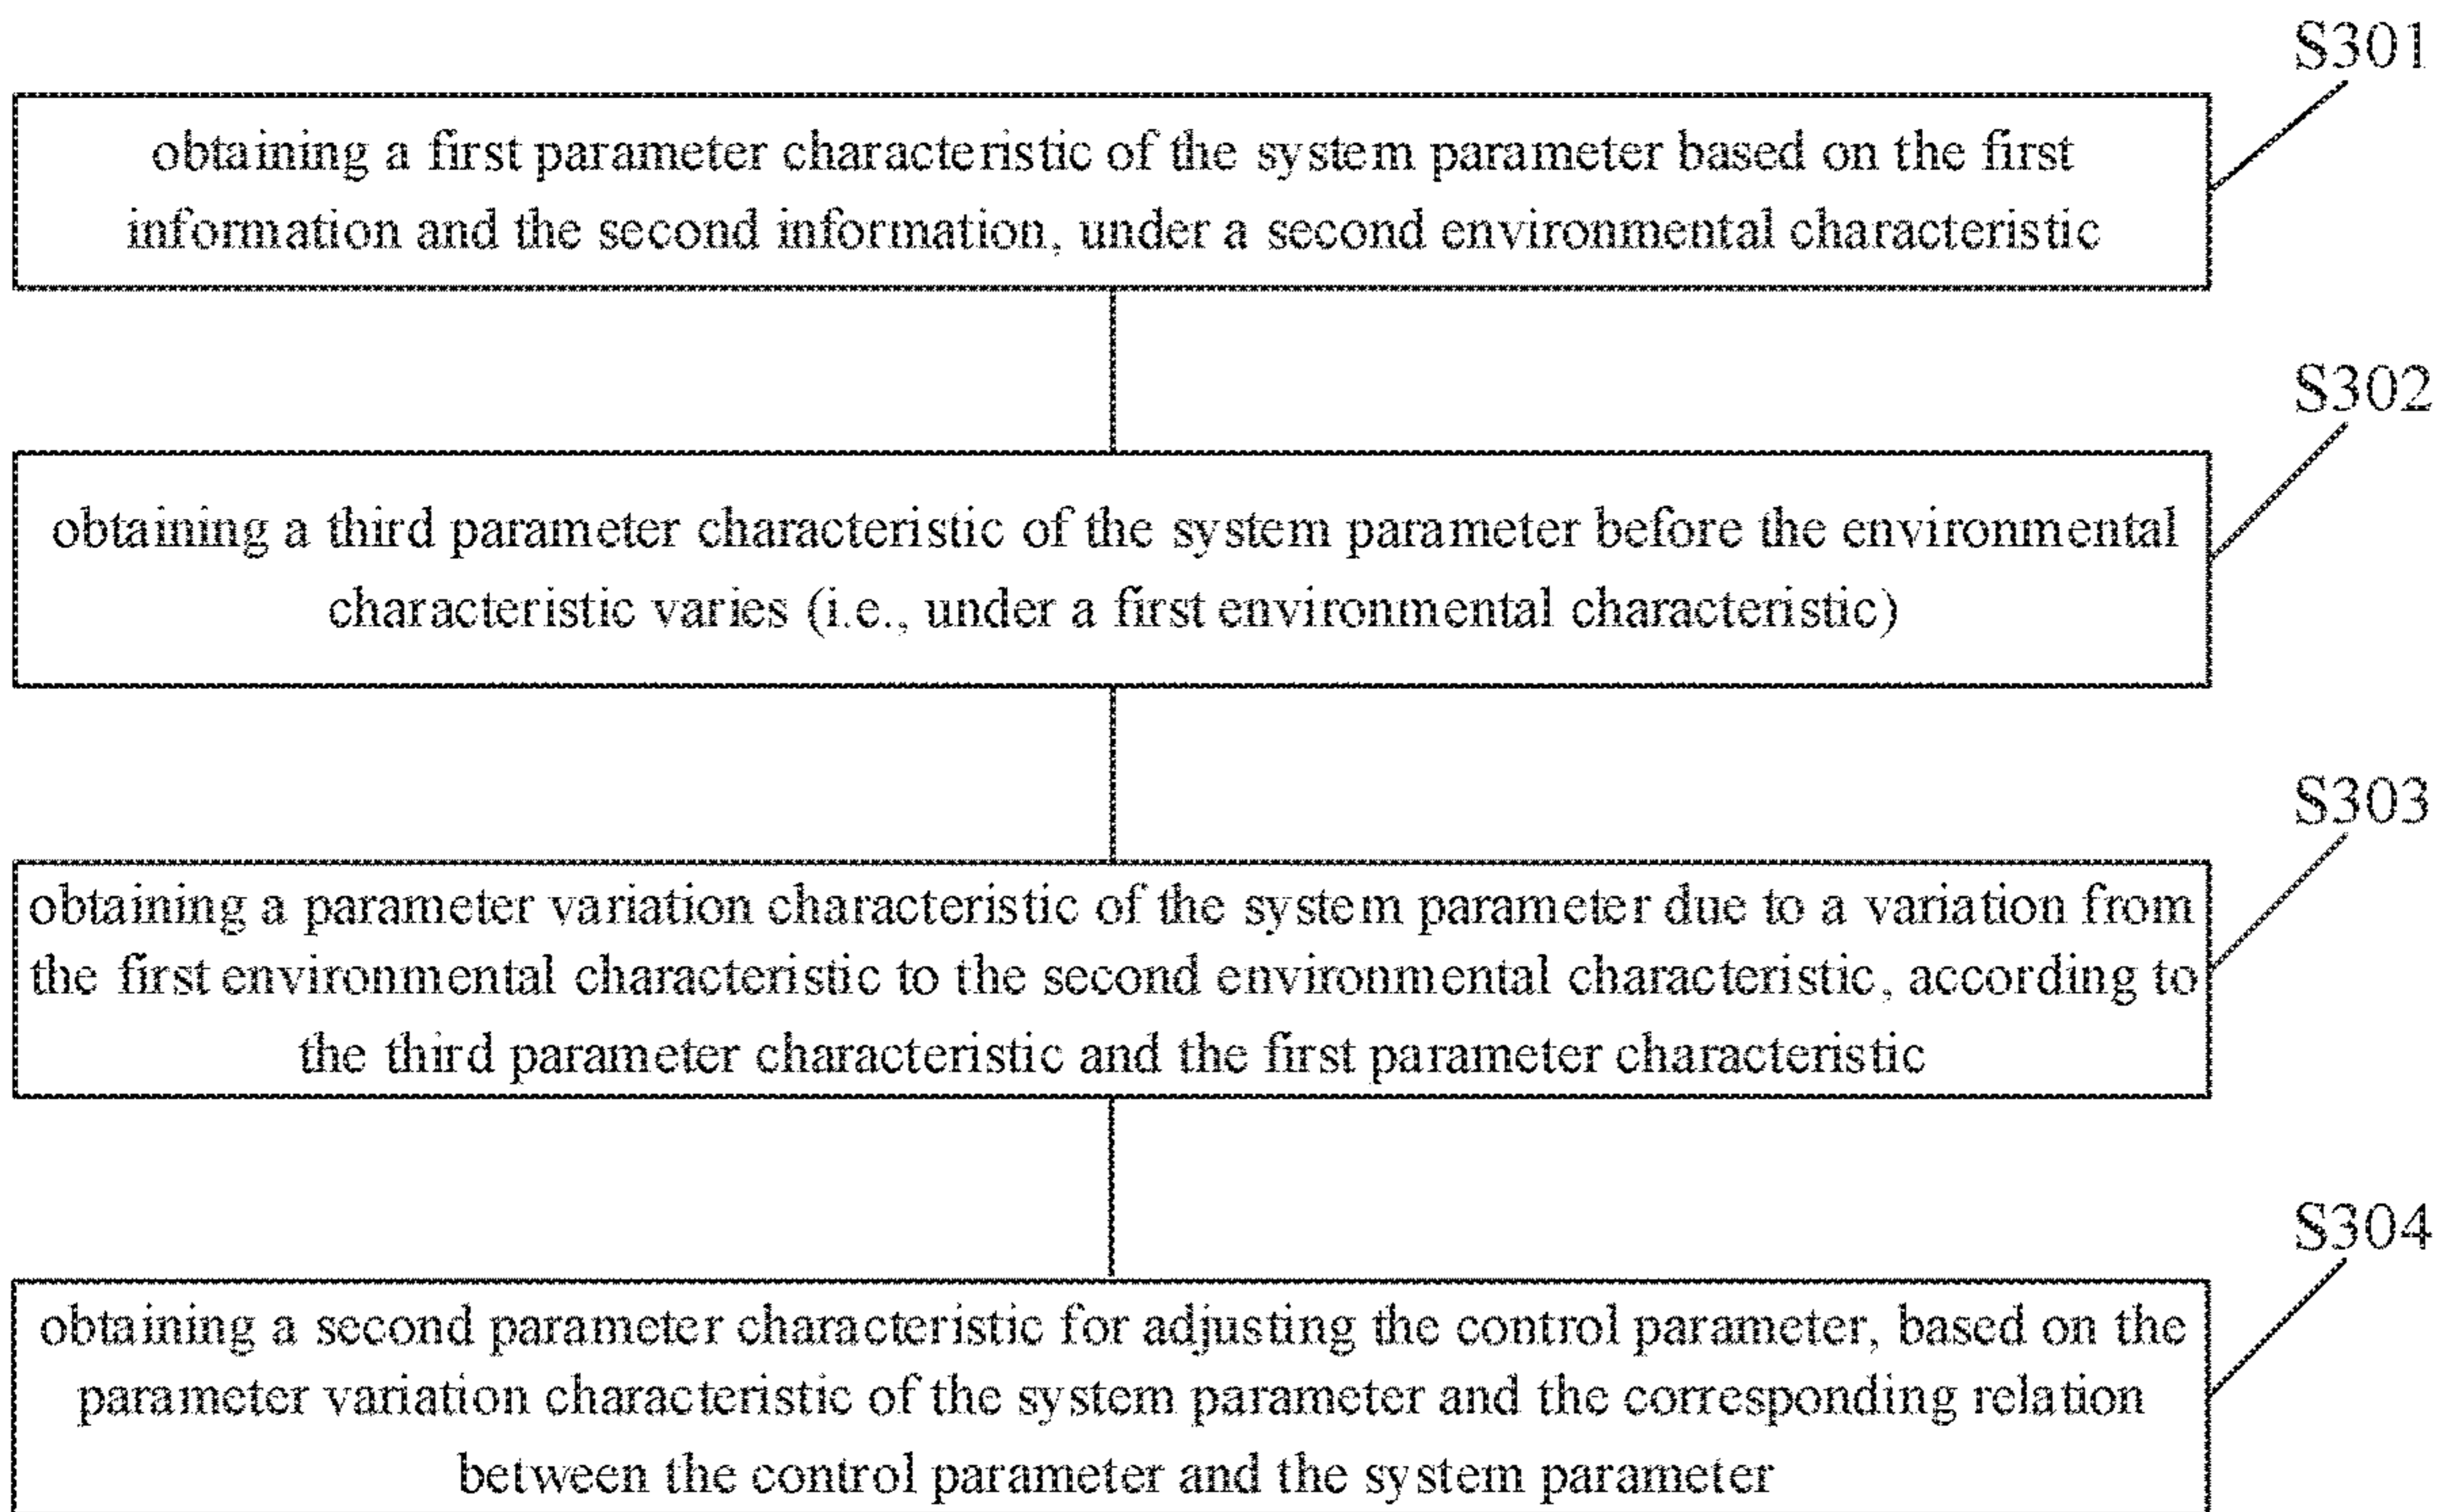 S301
obtaining a first parameter characteristic of the system parameter based on the first
information and the second information, under a second environmental characteristic
S302
obtaining a third parameter characteristic of the system parameter before the environmental
characteristic varies (i.e., under a first environmental characteristic)
S303
obtaining a parameter variation characteristic of the system parameter due to a variation from
the first environmental characteristic to the second environmental characteristic, according to
the third parameter characteristic and the first parameter characteristic
S304
obtaining a second parameter characteristic for adjusting the control parameter, based on the
parameter variation characteristic of the system parameter and the corresponding relation
between the control parameter and the system parameter